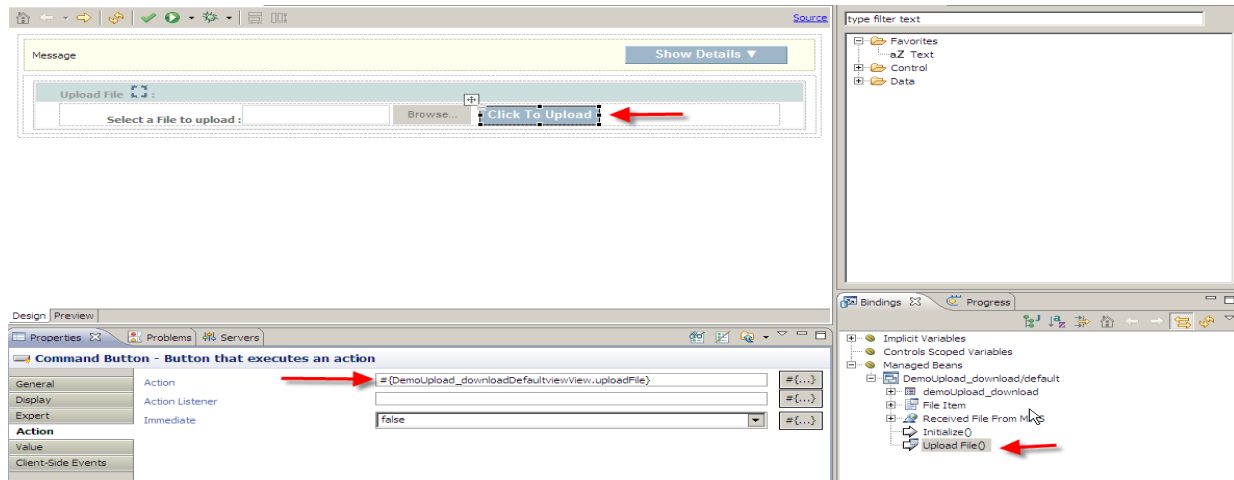 Source
Message
Show Details ▼
Upload File :
Select a File to upload :
Browse...
Click To Upload
Design
Preview
Properties
Problems
Servers
Command Button - Button that executes an action
General
Display
Expert
Action
Value
Client-Side Events
Action
#{DemoUpload_downloadDefaultviewView.uploadFile}
#{...}
Action Listener
#{...}
Immediate
false
#{...}
type filter text
Favorites
aZ Text
Control
Data
Bindings
Progress
Implicit Variables
Controls Scoped Variables
Managed Beans
DemoUpload_download/default
demoUpload_download
File Item
Received File From
Initialize()
Upload File()